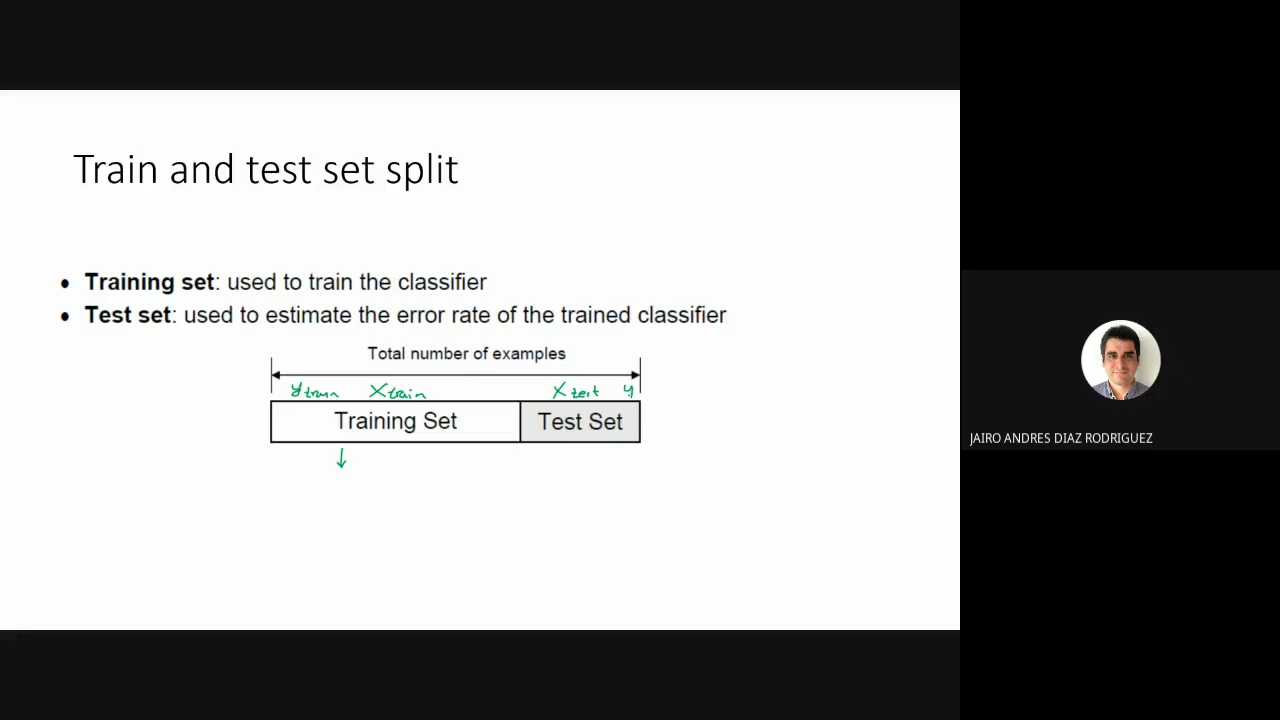 Train and test set split
• Training set: used to train the classifier
• Test set: used to estimate the error rate of the trained classifier
Total number of examples
ytrain Xtrain Xtest y
Training Set Test Set
JAIRO ANDRES DIAZ RODRIGUEZ